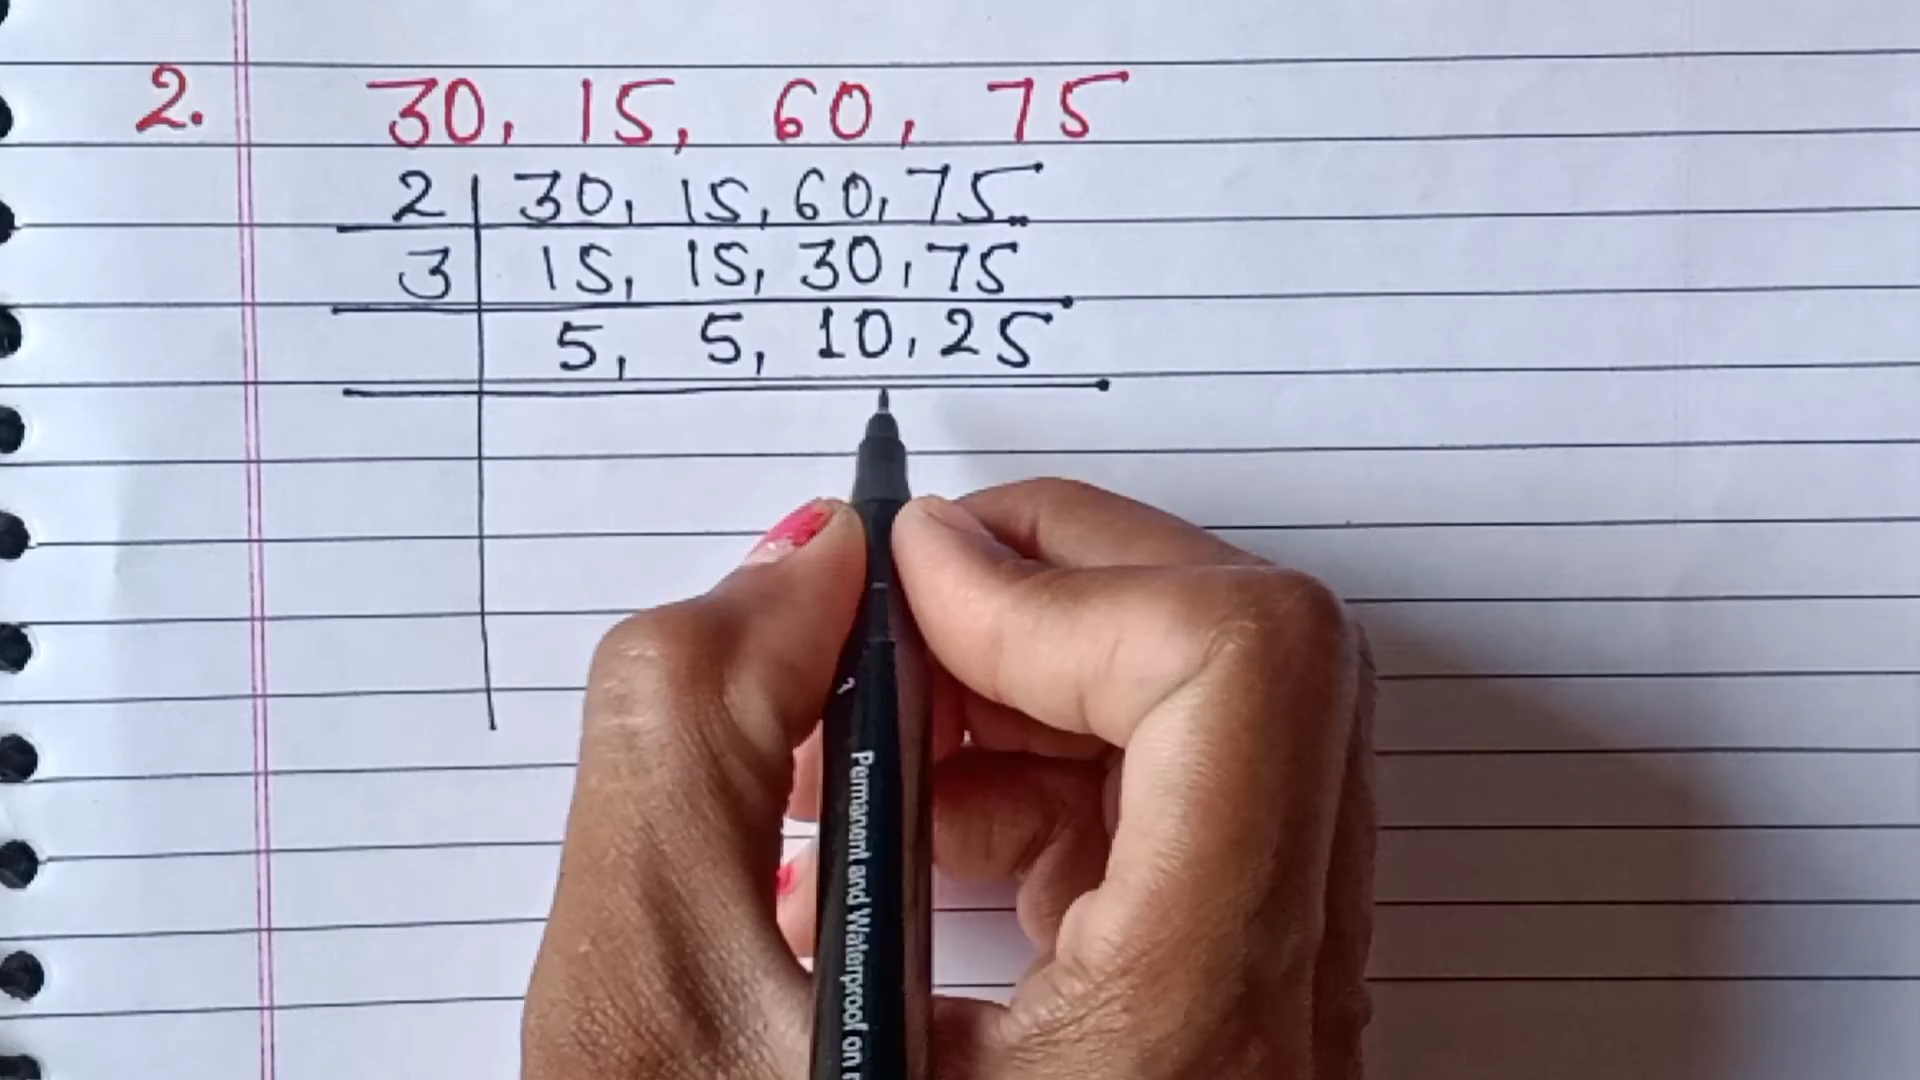 2. 30, 15, 60, 75
2 30, 15, 60, 75
3 15, 15, 30, 75
5, 5, 10, 25
Permanent and Waterproof on